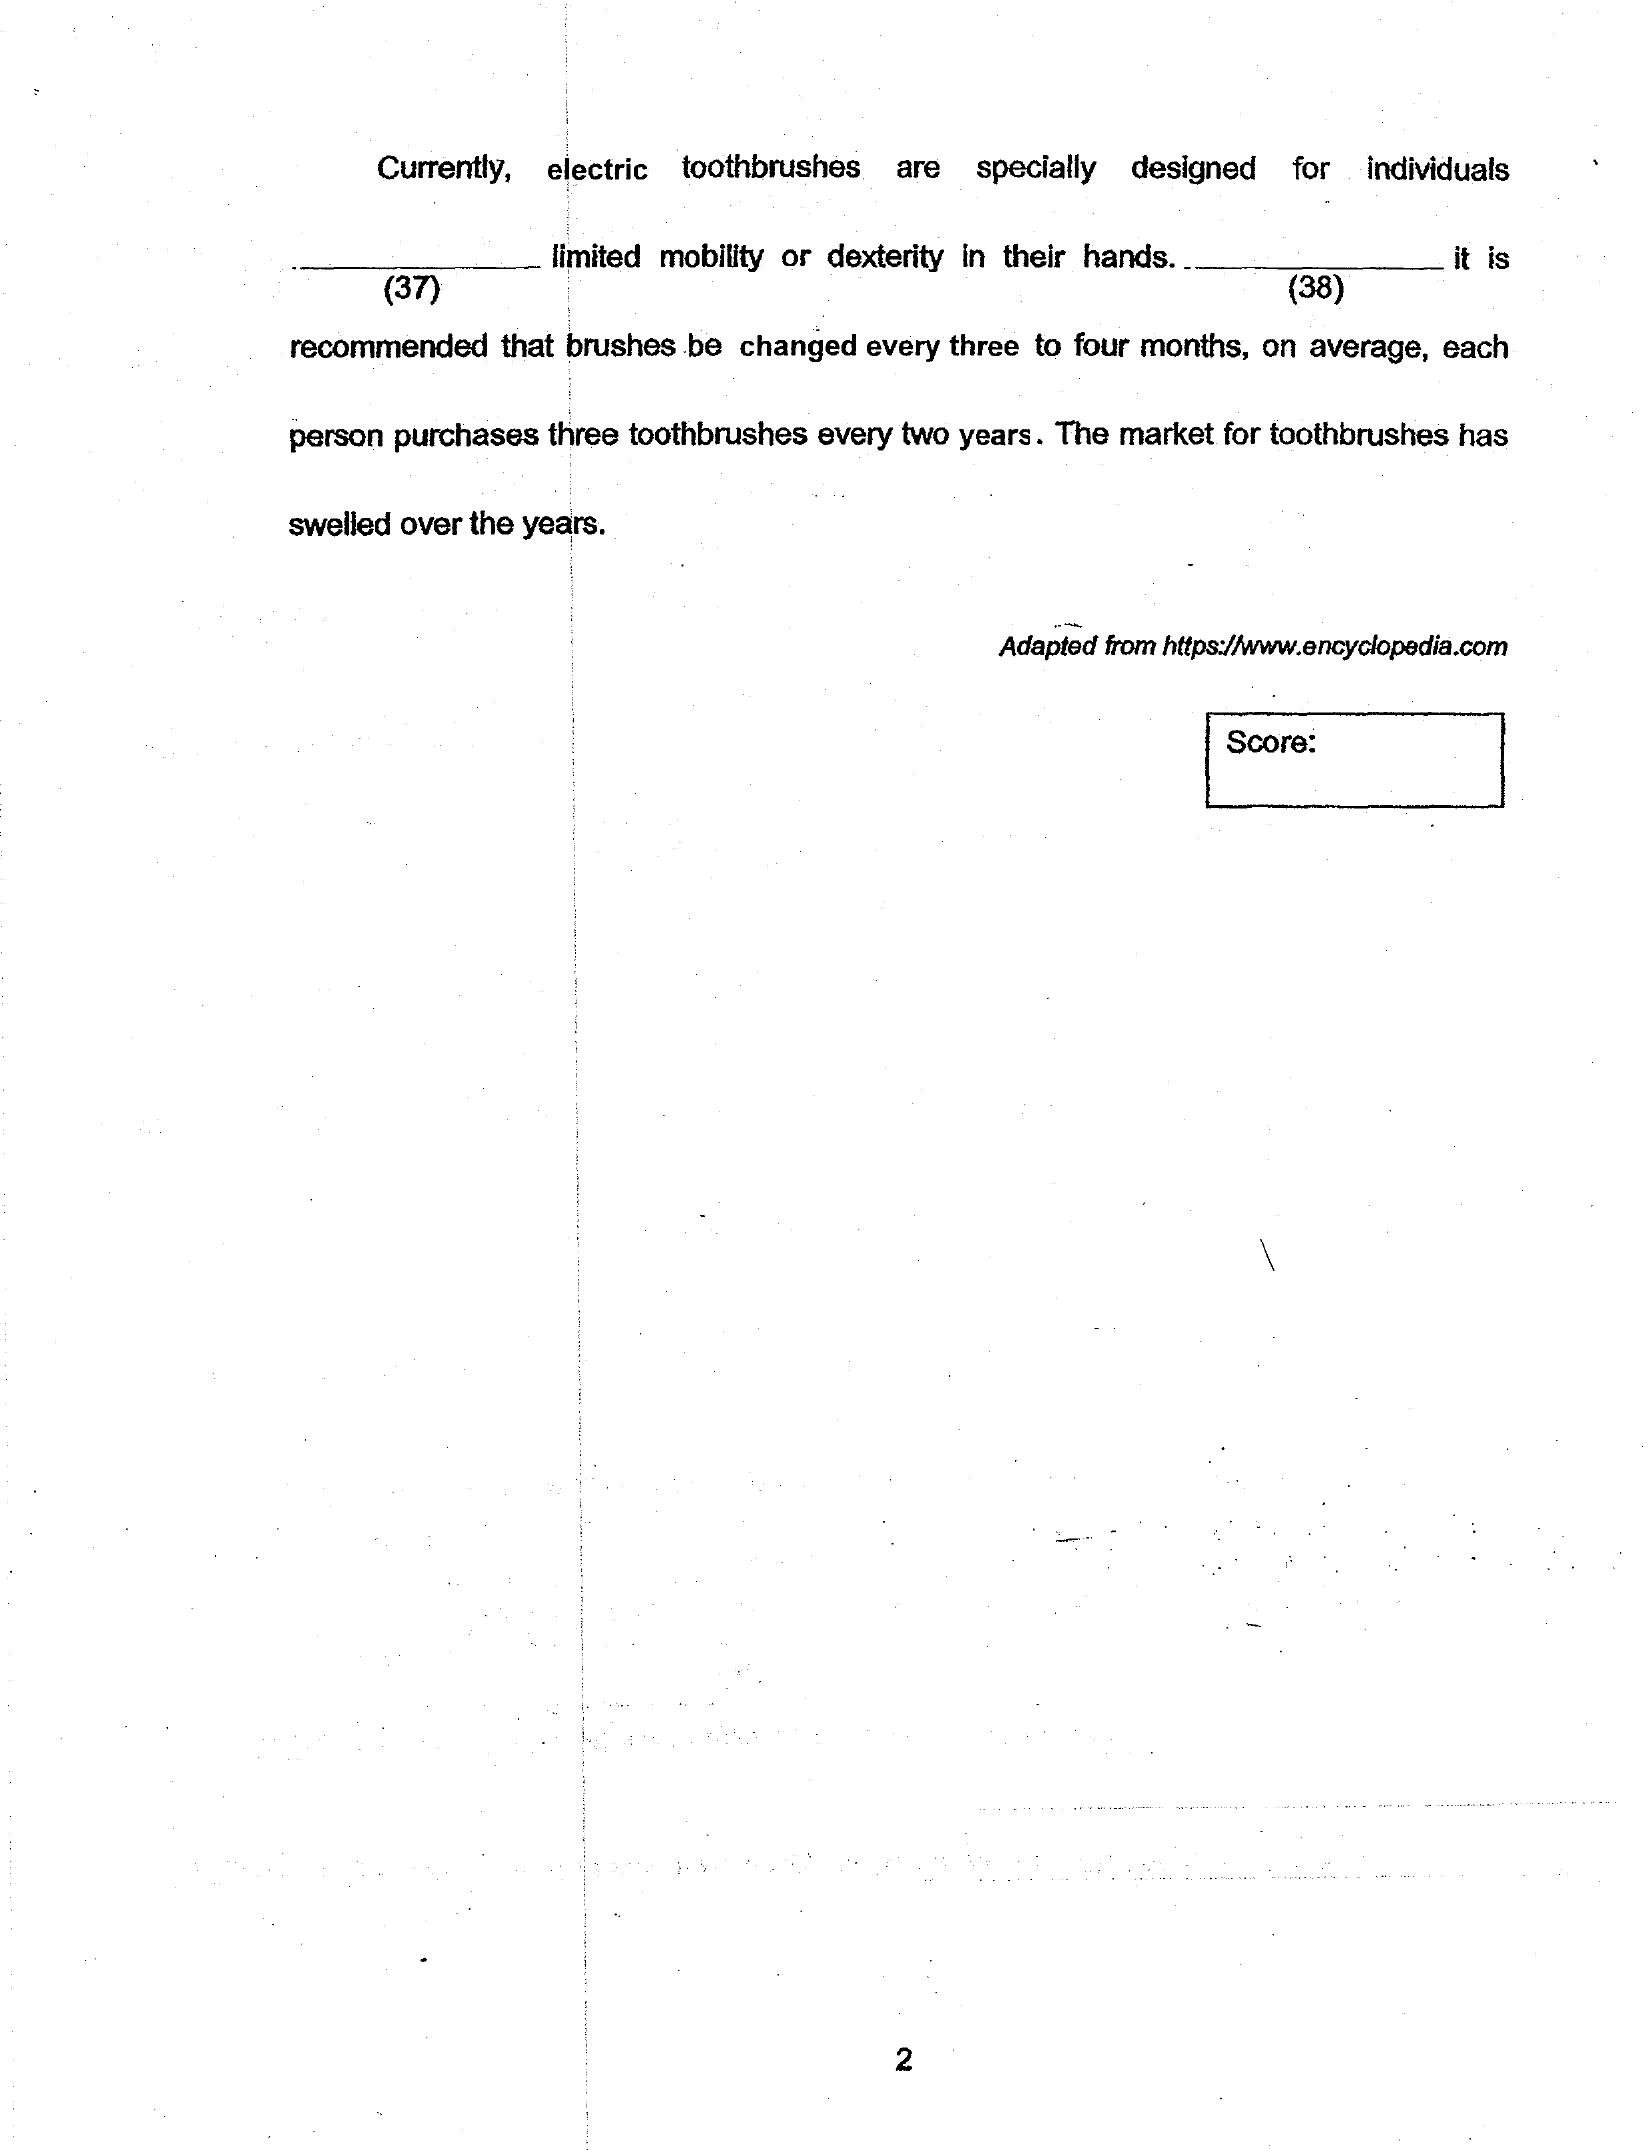 Currently, electric toothbrushes are specially designed for individuals
_______________ limited mobility or dexterity in their hands. _______________ it is
(37) (38)
recommended that brushes be changed every three to four months, on average, each
person purchases three toothbrushes every two years. The market for toothbrushes has
swelled over the years.
Adapted from https://www.encyclopedia.com
Score:
2